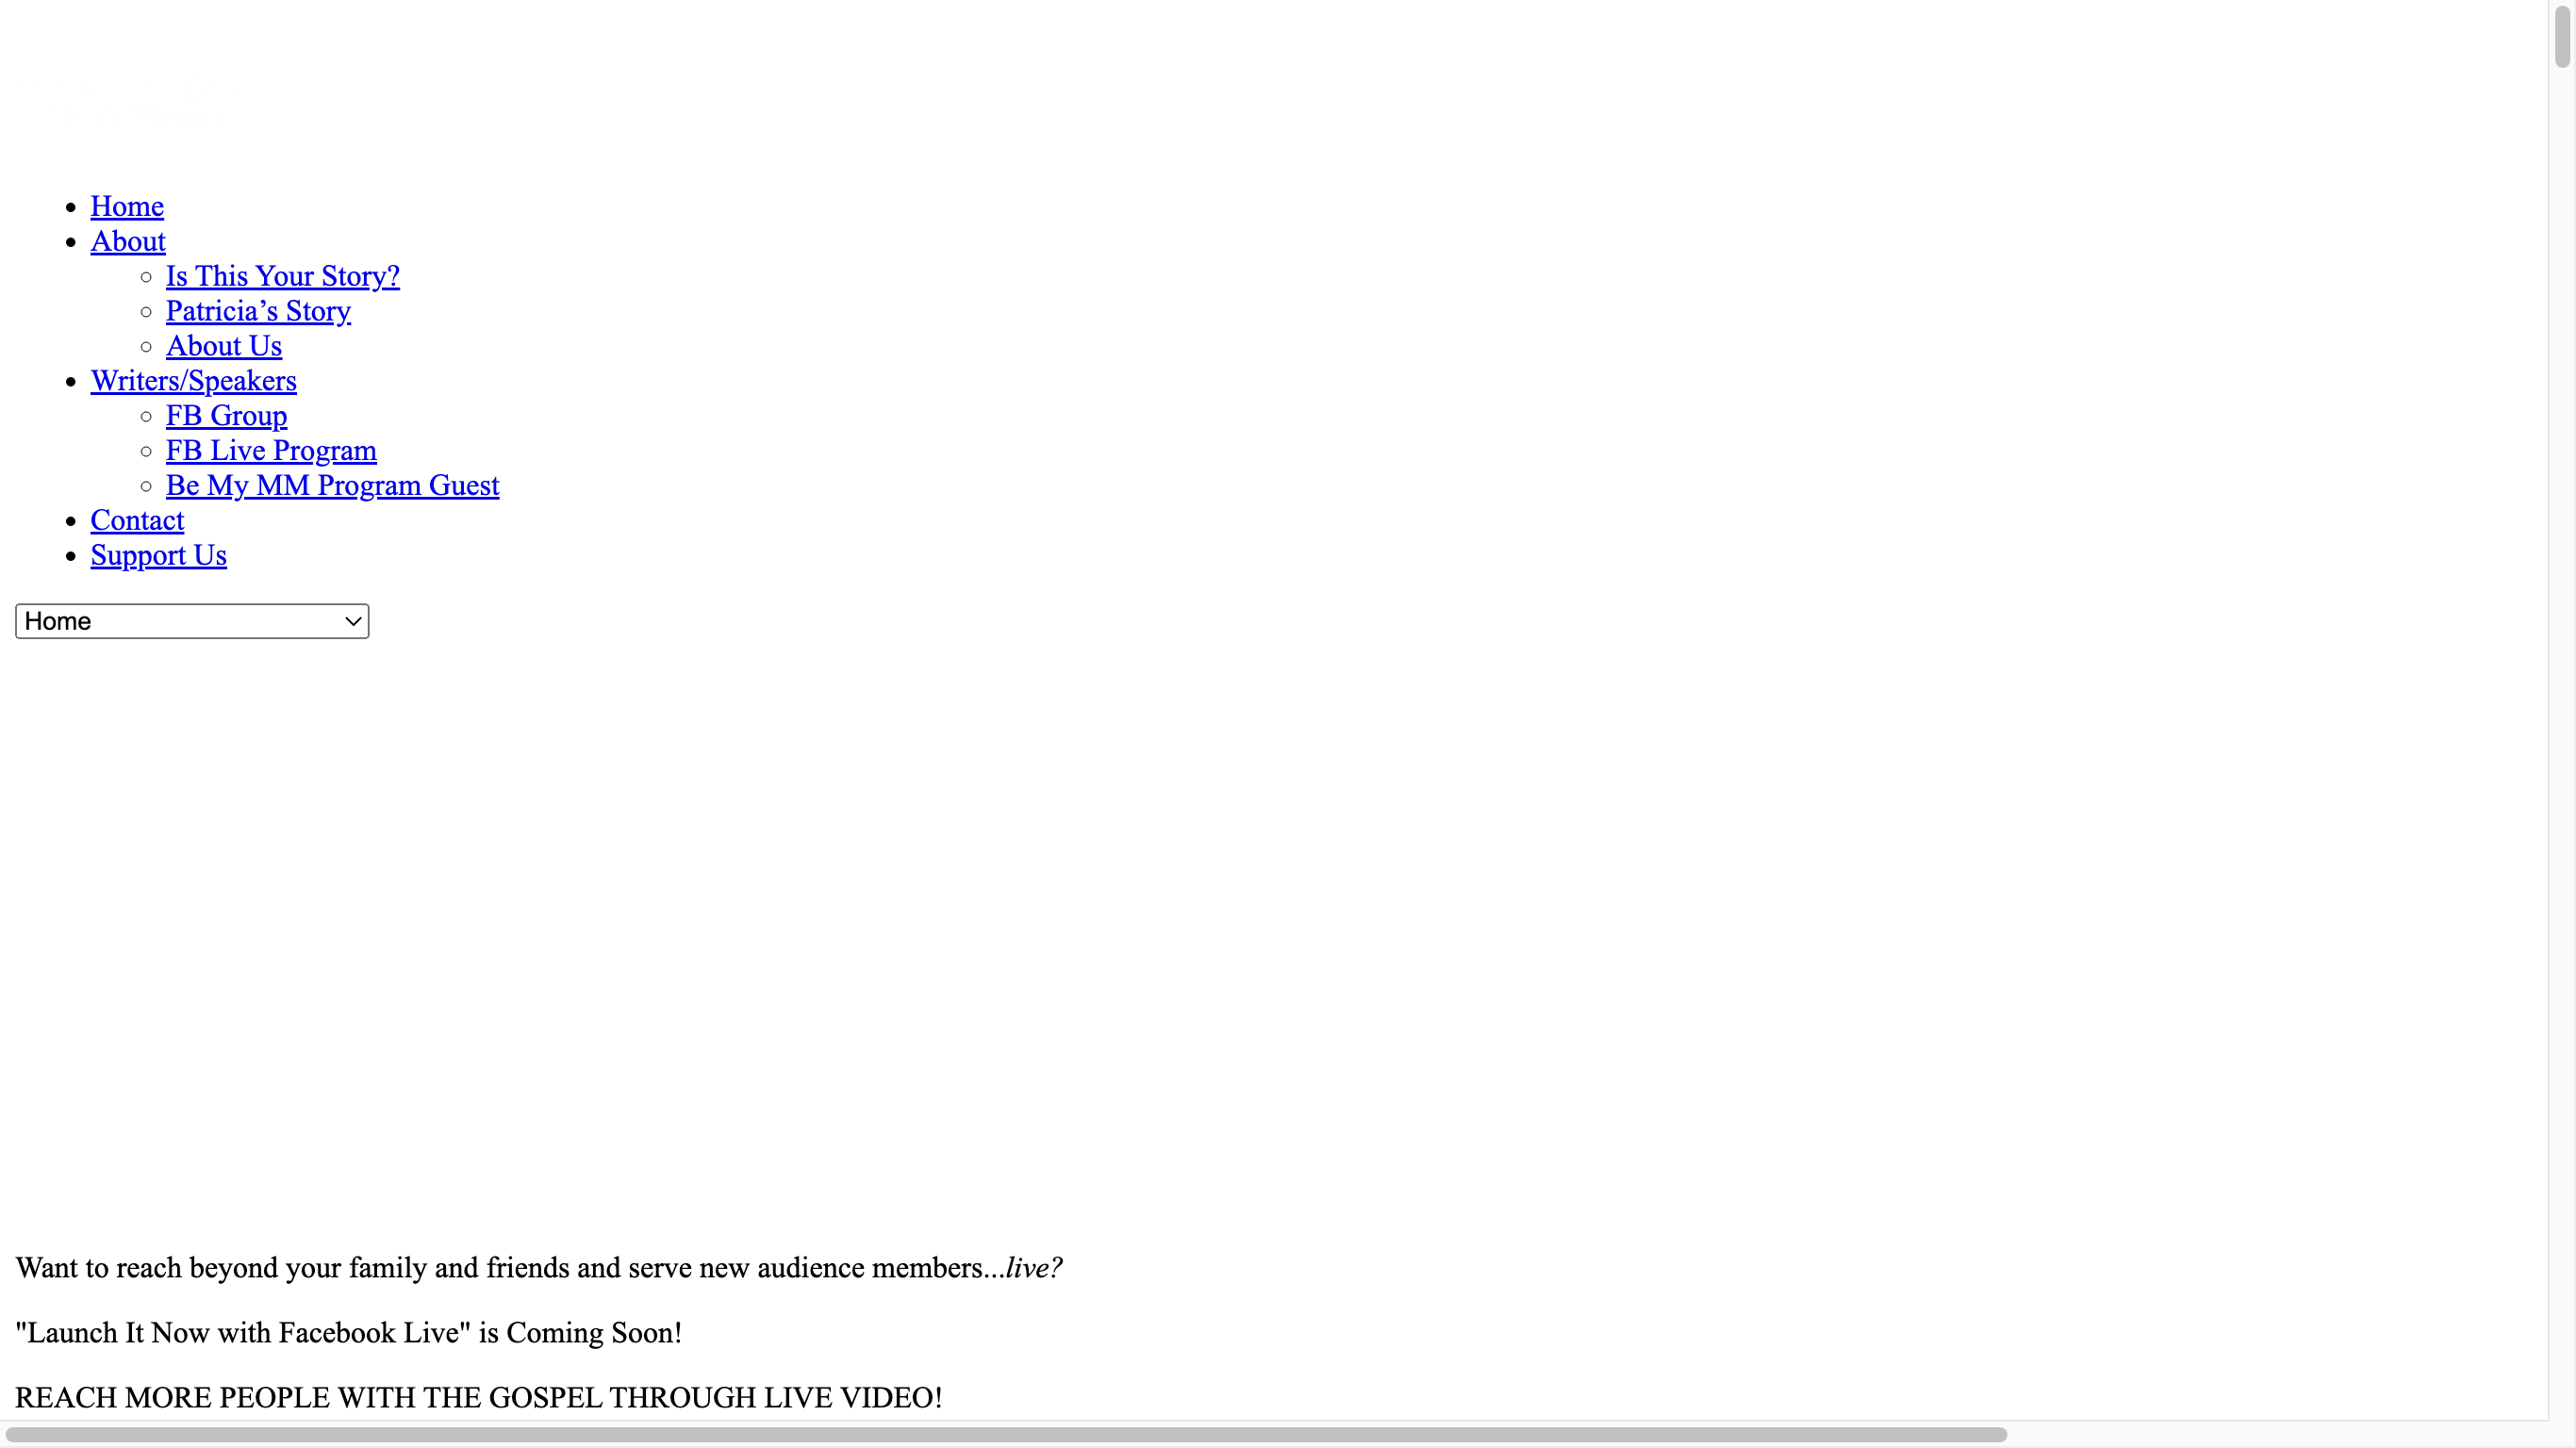 Home
About
Is This Your Story?
Patricia’s Story
About Us
Writers/Speakers
FB Group
FB Live Program
Be My MM Program Guest
Contact
Support Us
Home
Want to reach beyond your family and friends and serve new audience members...live?
"Launch It Now with Facebook Live" is Coming Soon!
REACH MORE PEOPLE WITH THE GOSPEL THROUGH LIVE VIDEO!